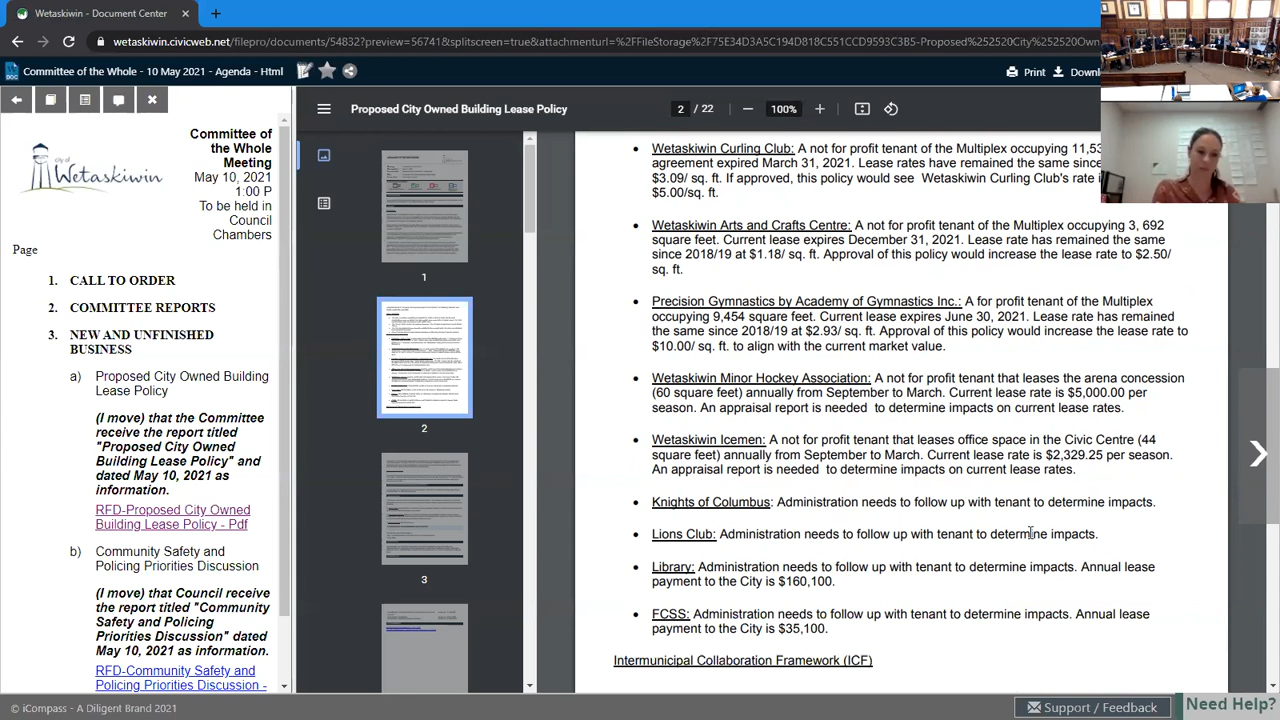 Wetaskiwin - Document Center
wetaskiwin.civicweb.net
Committee of the Whole - 10 May 2021 - Agenda - Html
Print
Proposed City Owned Building Lease Policy
2 / 22
100%
city of
Wetaskiwin
Committee of
the Whole
Meeting
May 10, 2021
1:00 P
To be held in
Council
Chambers
Page
1. CALL TO ORDER
2. COMMITTEE REPORTS
3. NEW AND UNFINISHED
BUSINESS
a) Proposed City Owned Building
Lease Policy
(I move) that the Committee
receive the report titled
"Proposed City Owned
Building Lease Policy" and
dated May 10, 2021 as
information.
RFD-Proposed City Owned
Building Lease Policy - Pdf
b) Community Safety and
Policing Priorities Discussion
(I move) that Council receive
the report titled "Community
Safety and Policing
Priorities Discussion" dated
May 10, 2021 as information.
RFD-Community Safety and
Policing Priorities Discussion -
1
2
3
• Wetaskiwin Curling Club: A not for profit tenant of the Multiplex occupying
agreement expired March 31, 2021. Lease rates have remained the same
$3.09/sq. ft. If approved this policy would see Wetaskiwin Curling Club's rate
$5.00/sq. ft.
• Wetaskiwin Arts and Crafts Centre: A not for profit tenant of the Multiplex occupying 3, 692
square feet. Current lease expires December 31, 2021. Lease rate has remained the same
since 2018/19 at $1.18/ sq. ft. Approval of this policy would increase the lease rate to $2.50/
sq. ft.
• Precision Gymnastics by Academy of Gymnastics Inc.: A for profit tenant of the Multiplex
occupying 9,454 square feet. Current lease expires June 30, 2021. Lease rate has remained
the same since 2018/19 at sq. ft. Approval of this policy would increase the lease rate to
$10.00/ sq. ft. to align with the current market value.
• Wetaskiwin Minor Hockey Association: A not for profit tenant that leases the arena concession
(60 square feet) annually from September to March. Current lease rate is $5,000.00 per
season. An appraisal report is needed to determine impacts on current lease rates.
• Wetaskiwin Icemen: A not for profit tenant that leases office space in the Civic Centre (44
square feet) annually from September to March. Current lease rate is $2,329.25 per season.
An appraisal report is needed to determine impacts on current lease rates.
• Knights of Columbus: Administration needs to follow up with tenant to determine impacts.
• Lions Club: Administration needs to follow up with tenant to determine impacts.
• Library: Administration needs to follow up with tenant to determine impacts. Annual lease
payment to the City is $160,100.
• FCSS: Administration needs to follow up with tenant to determine impacts. Annual lease
payment to the City is $35,100.
Intermunicipal Collaboration Framework (ICF)
© iCompass - A Diligent Brand 2021
Support / Feedback
Need Help?